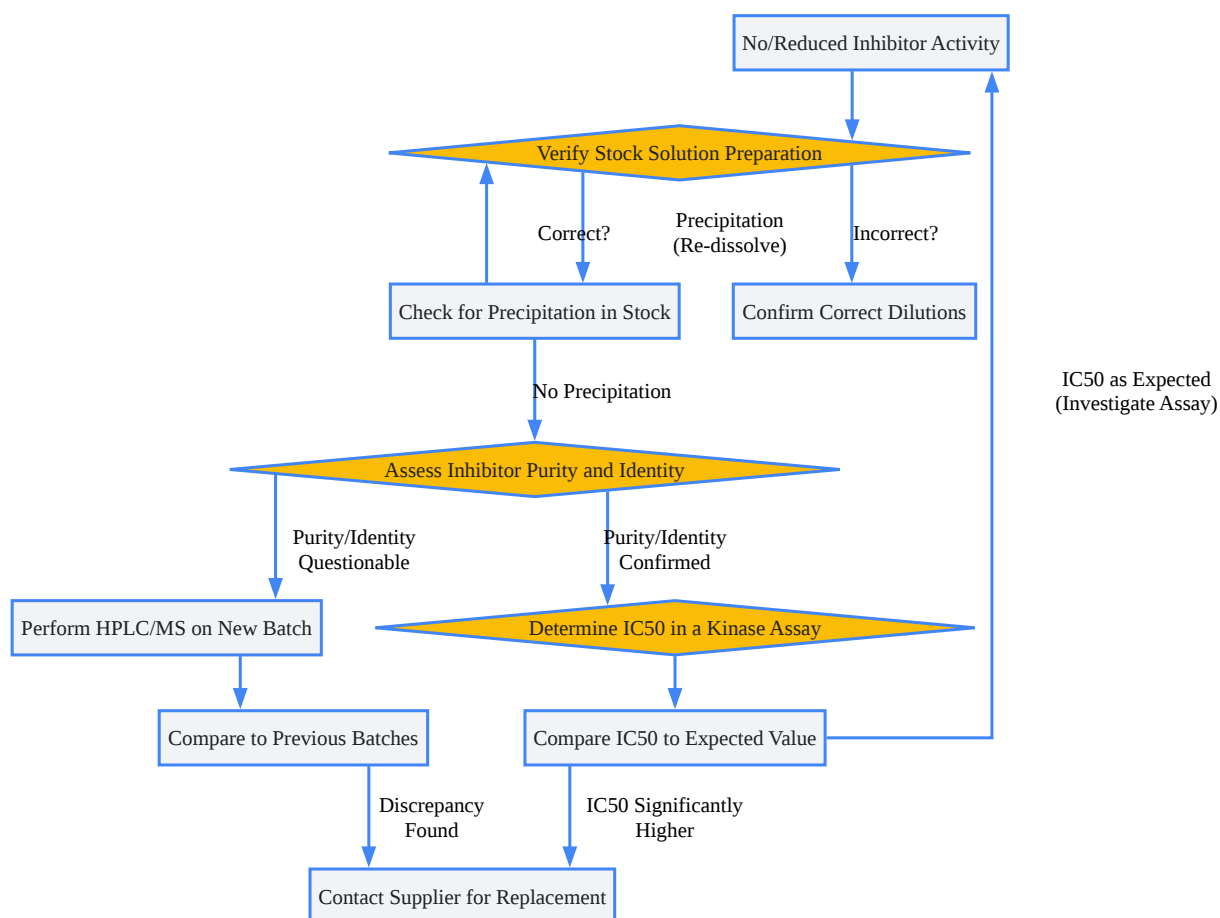 No/Reduced Inhibitor Activity
Verify Stock Solution Preparation
Correct?
Precipitation
(Re-dissolve)
Incorrect?
Check for Precipitation in Stock
Confirm Correct Dilutions
IC50 as Expected
(Investigate Assay)
No Precipitation
Assess Inhibitor Purity and Identity
Purity/Identity
Questionable
Purity/Identity
Confirmed
Perform HPLC/MS on New Batch
Determine IC50 in a Kinase Assay
Compare to Previous Batches
Compare IC50 to Expected Value
Discrepancy
Found
IC50 Significantly
Higher
Contact Supplier for Replacement